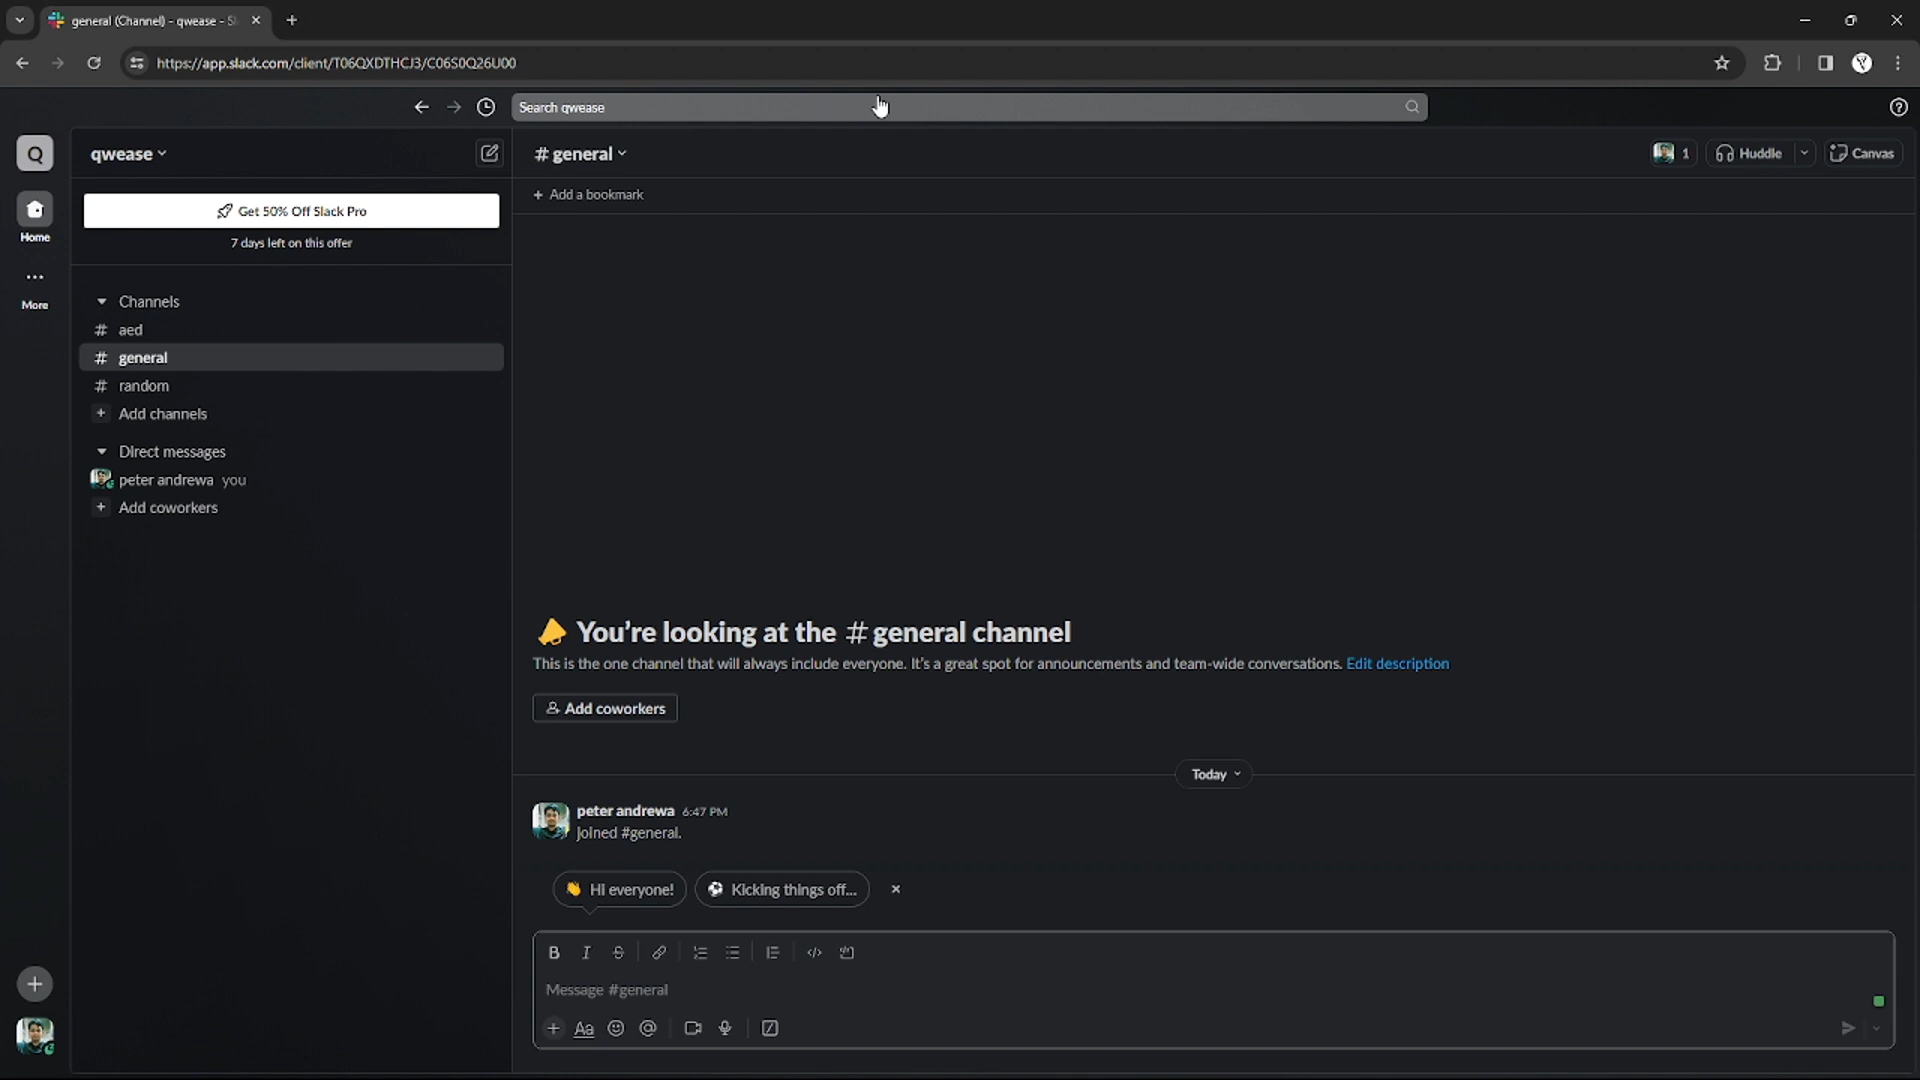 general (Channel) - qwease - S
https://app.slack.com/client/T06QXDTHCJ3/C06S0Q26U00
Search qwease
Q
qwease
# general
1
Huddle
Canvas
Get 50% Off Slack Pro
7 days left on this offer
+ Add a bookmark
Home
More
Channels
# aed
# general
# random
+ Add channels
Direct messages
peter andrewa you
+ Add coworkers
You're looking at the # general channel
This is the one channel that will always include everyone. It's a great spot for announcements and team-wide conversations. Edit description
Add coworkers
Today
peter andrewa 6:47 PM
joined #general.
Hi everyone!
Kicking things off...
B I S
Message #general
+ Aa @